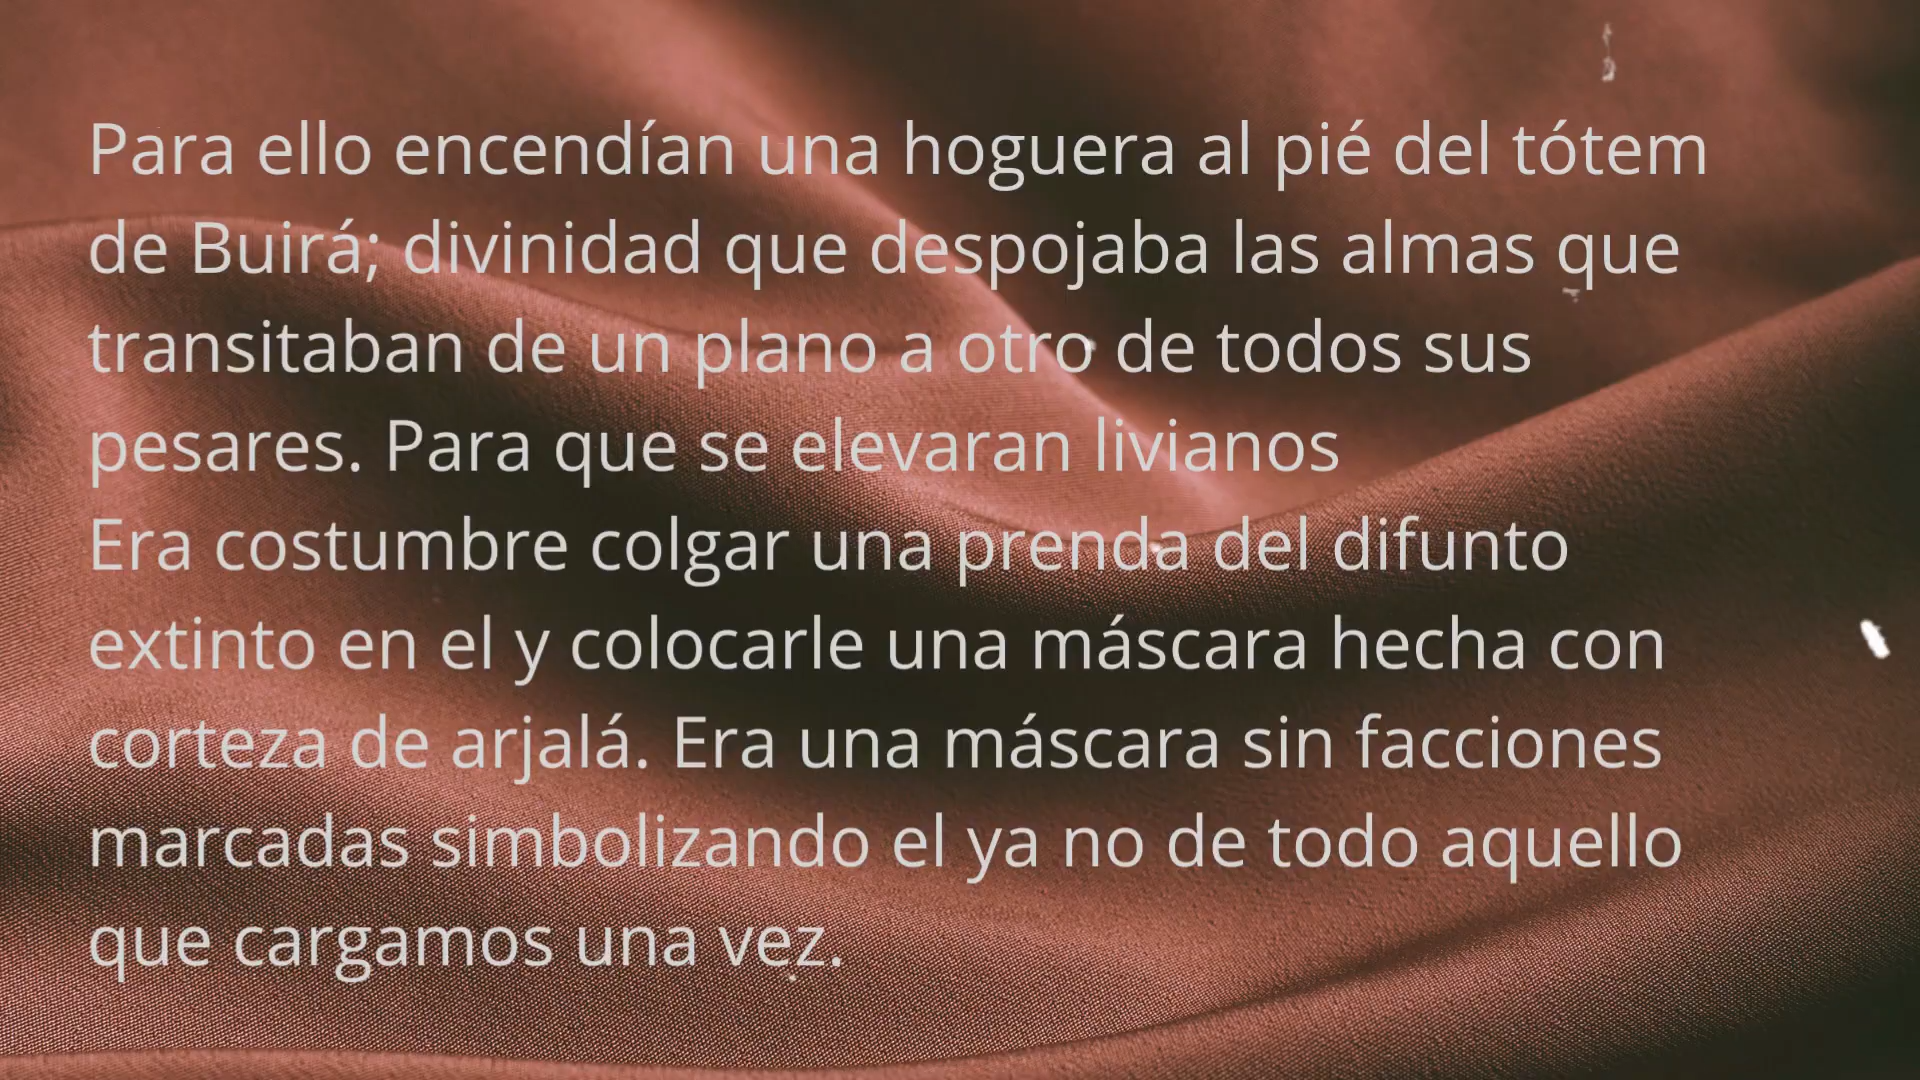 Para ello encendían una hoguera al pié del tótem
de Buirá; divinidad que despojaba las almas que
transitaban de un plano a otro de todos sus
pesares. Para que se elevaran livianos
Era costumbre colgar una prenda del difunto
extinto en el y colocarle una máscara hecha con
corteza de arjalá. Era una máscara sin facciones
marcadas simbolizando el ya no de todo aquello
que cargamos una vez.